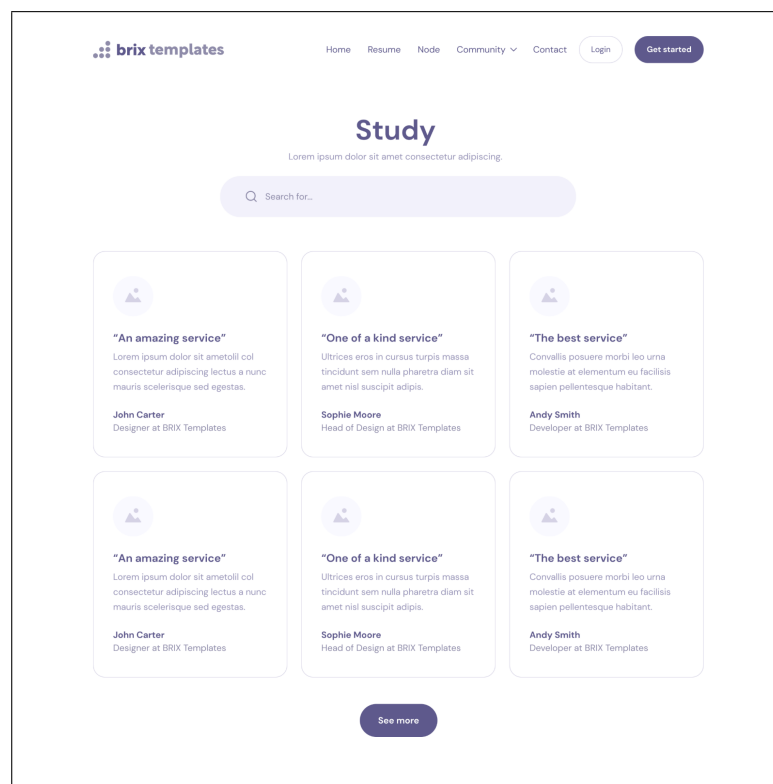 brix templates
Home Resume Node Community Contact Login Get started
Study
Lorem ipsum dolor sit amet consectetur adipiscing.
Search for...
“An amazing service”
Lorem ipsum dolor sit ametolil col
consectetur adipiscing lectus a nunc
mauris scelerisque sed egestas.
John Carter
Designer at BRIX Templates
“One of a kind service”
Ultrices eros in cursus turpis massa
tincidunt sem nulla pharetra diam sit
amet nisl suscipit adipis.
Sophie Moore
Head of Design at BRIX Templates
“The best service”
Convallis posuere morbi leo urna
molestie at elementum eu facilisis
sapien pellentesque habitant.
Andy Smith
Developer at BRIX Templates
“An amazing service”
Lorem ipsum dolor sit ametolil col
consectetur adipiscing lectus a nunc
mauris scelerisque sed egestas.
John Carter
Designer at BRIX Templates
“One of a kind service”
Ultrices eros in cursus turpis massa
tincidunt sem nulla pharetra diam sit
amet nisl suscipit adipis.
Sophie Moore
Head of Design at BRIX Templates
“The best service”
Convallis posuere morbi leo urna
molestie at elementum eu facilisis
sapien pellentesque habitant.
Andy Smith
Developer at BRIX Templates
See more